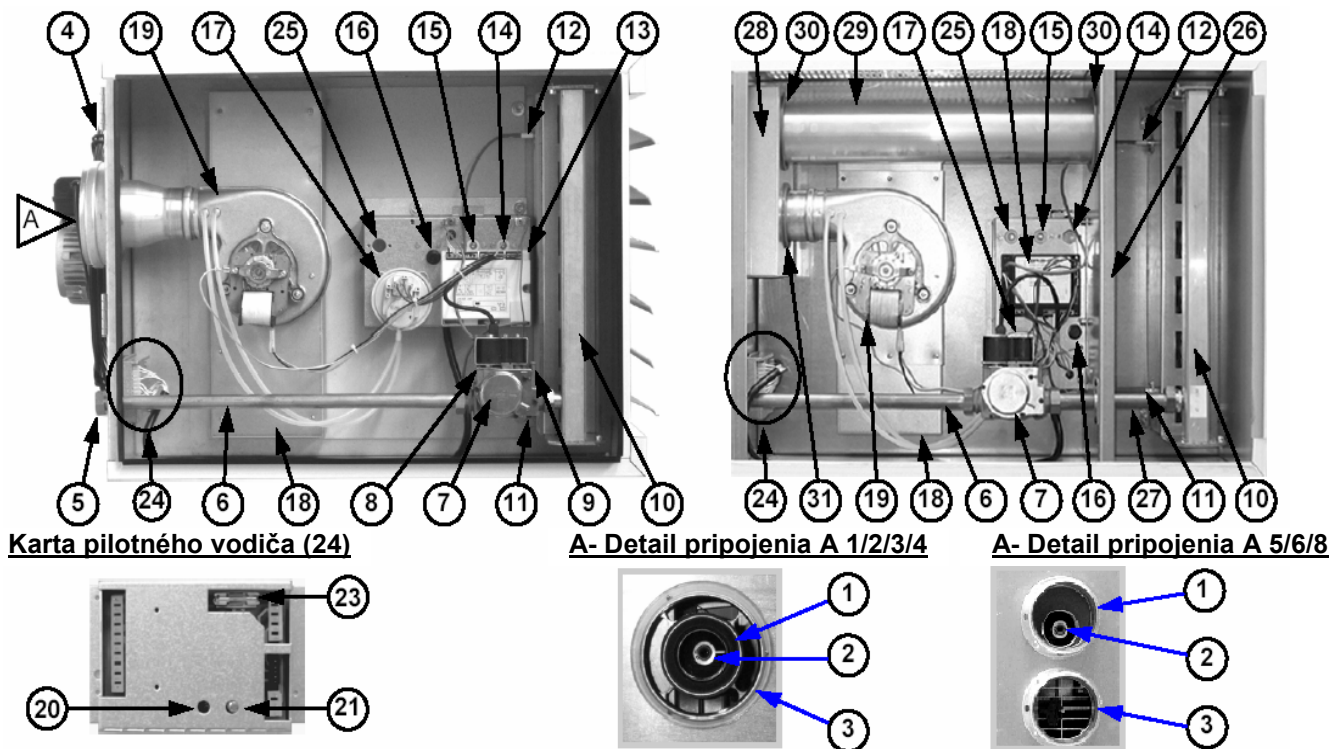 4 19 17 25 16 15 14 12 13 28 30 29 17 25 18 15 30 14 12 26
A
5 24 6 18 8 7 11 9 10 24 31 19 18 6 7 16 27 11 10
Karta pilotného vodiča (24) A- Detail pripojenia A 1/2/3/4 A- Detail pripojenia A 5/6/8
23 1 1
2 2
20 21 3 3